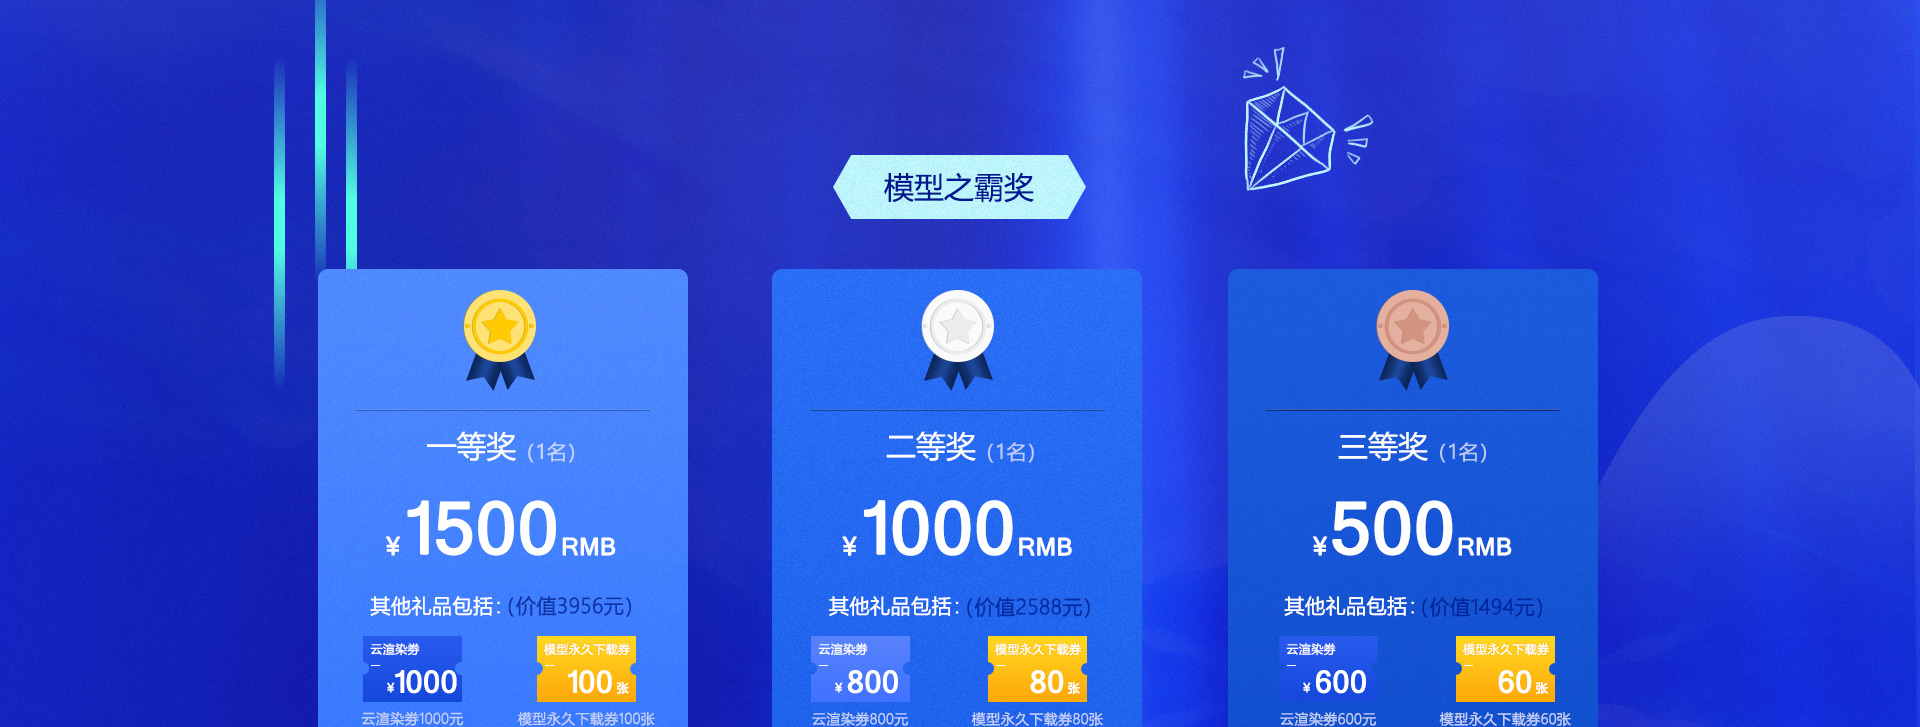 模型之霸奖
一等奖 (1名)
¥1500RMB
其他礼品包括：(价值3956元)
云渲染券
¥1000
云渲染券1000元
模型永久下载券
100张
模型永久下载券100张
二等奖 (1名)
¥1000RMB
其他礼品包括：(价值2588元)
云渲染券
¥800
云渲染券800元
模型永久下载券
80张
模型永久下载券80张
三等奖 (1名)
¥500RMB
其他礼品包括：(价值1494元)
云渲染券
¥600
云渲染券600元
模型永久下载券
60张
模型永久下载券60张